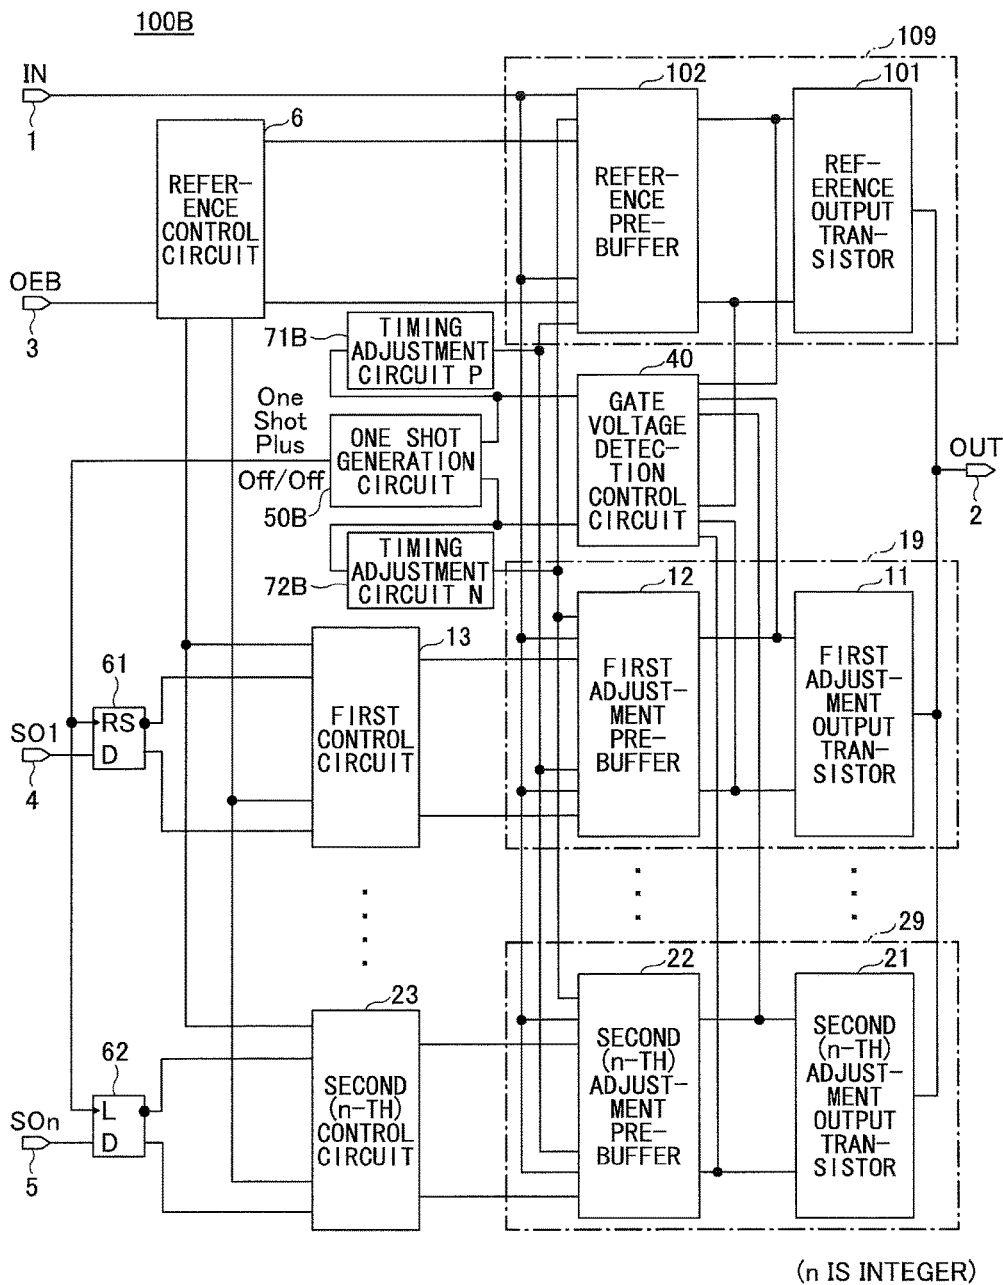 100B
IN
1
109
102
101
6
REFER-
ENCE
CONTROL
CIRCUIT
REFER-
ENCE
PRE-
BUFFER
REF-
ERENCE
OUTPUT
TRAN-
SISTOR
OEB
3
71B
TIMING
ADJUSTMENT
CIRCUIT P
40
GATE
VOLTAGE
DETEC-
TION
CONTROL
CIRCUIT
One
Shot
Plus
Off/Off
ONE SHOT
GENERATION
CIRCUIT
50B
OUT
2
72B
TIMING
ADJUSTMENT
CIRCUIT N
19
12
11
13
FIRST
CONTROL
CIRCUIT
FIRST
ADJUST-
MENT
PRE-
BUFFER
FIRST
ADJUST-
MENT
OUTPUT
TRAN-
SISTOR
61
RS
D
SO1
4
29
22
21
23
SECOND
(n-TH)
CONTROL
CIRCUIT
SECOND
(n-TH)
ADJUST-
MENT
PRE-
BUFFER
SECOND
(n-TH)
ADJUST-
MENT
OUTPUT
TRAN-
SISTOR
62
L
D
SOn
5
(n IS INTEGER)